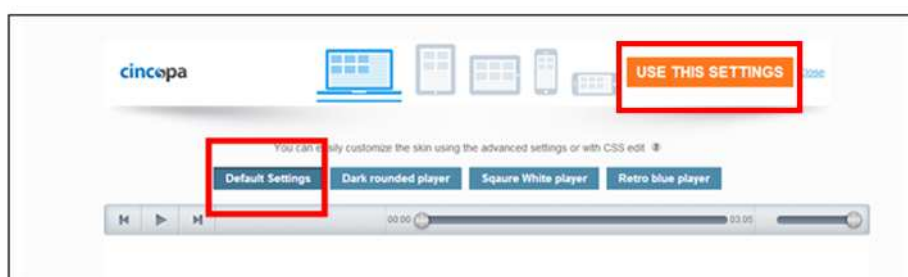 cincopa
USE THIS SETTINGS
You can easily customize the skin using the advanced settings or with CSS edit
Default Settings Dark rounded player Sqaure White player Retro blue player
00:00 03:05